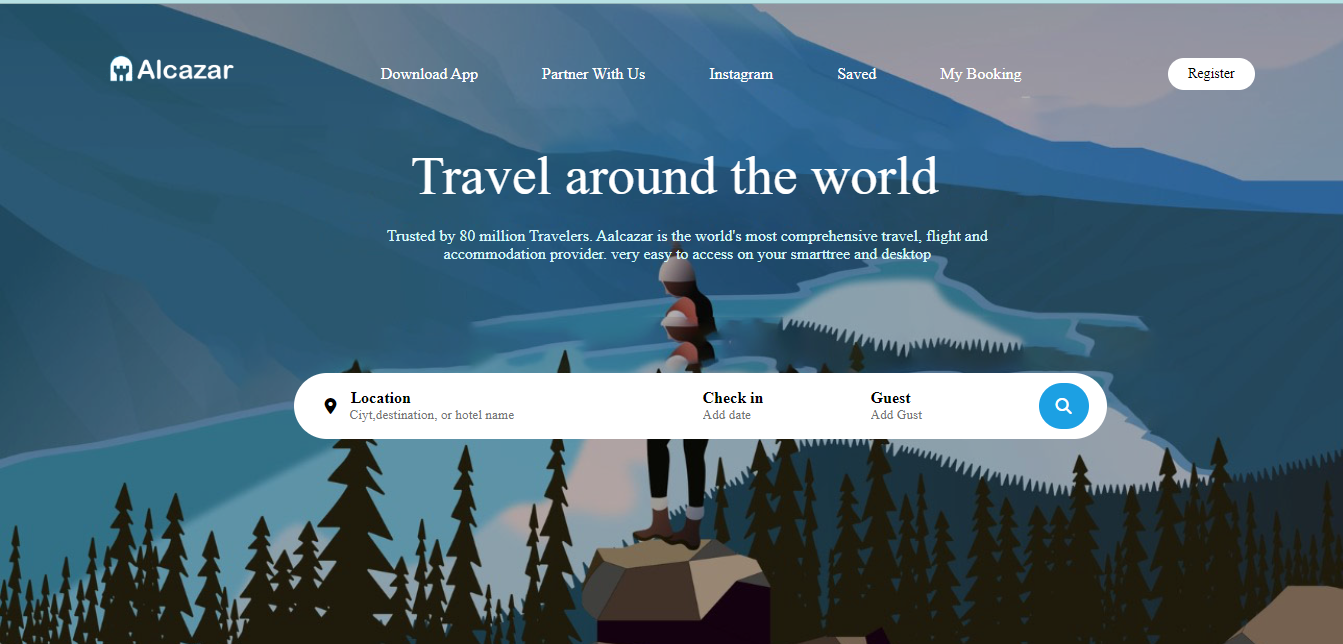 Alcazar
Download App
Partner With Us
Instagram
Saved
My Booking
Register
Travel around the world
Trusted by 80 million Travelers. Aalcazar is the world's most comprehensive travel, flight and
accommodation provider. very easy to access on your smarttree and desktop
Location
Check in
Guest
Ciyt,destination, or hotel name
Add date
Add Gust